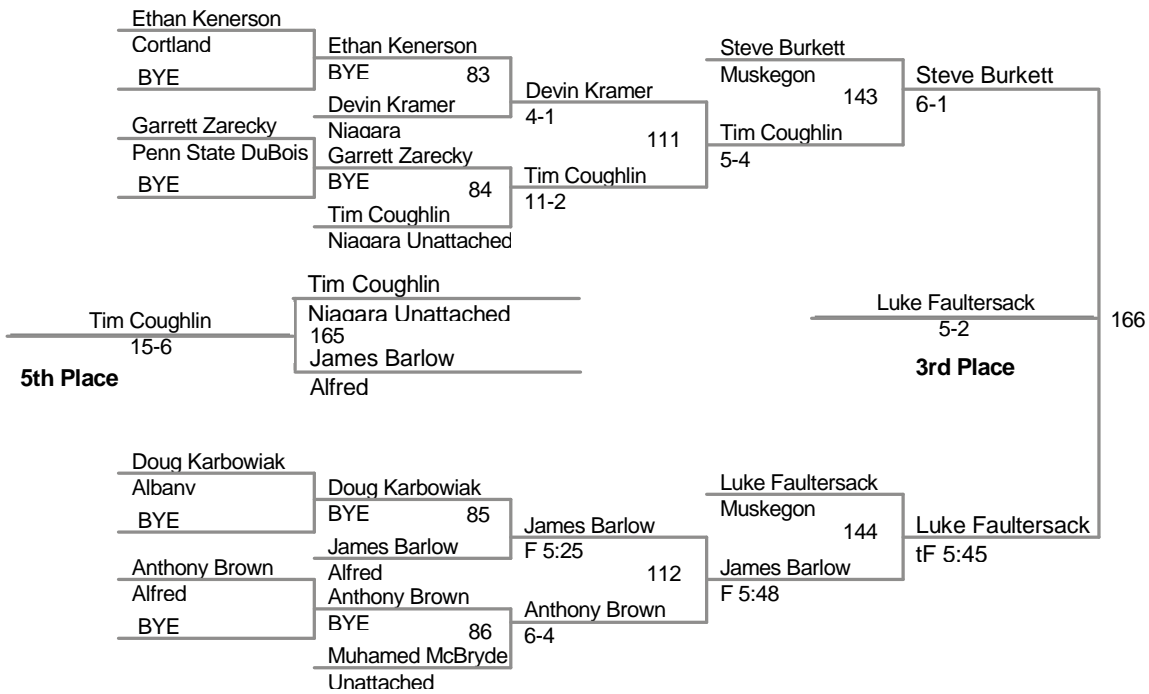 Ethan Kenerson
Cortland
BYE
Ethan Kenerson
BYE
83
Devin Kramer
Niagara
Garrett Zarecky
Penn State DuBois
BYE
Garrett Zarecky
BYE
84
Tim Coughlin
Niagara Unattached
Devin Kramer
4-1
111
Tim Coughlin
11-2
Steve Burkett
Muskegon
143
Tim Coughlin
5-4
Steve Burkett
6-1
Tim Coughlin
Niagara Unattached
165
James Barlow
Alfred
Tim Coughlin
15-6
5th Place
Luke Faultersack
5-2
3rd Place
166
Doug Karbowiak
Albany
BYE
Doug Karbowiak
BYE
85
James Barlow
Alfred
Anthony Brown
Alfred
BYE
Anthony Brown
BYE
86
Muhamed McBryde
Unattached
James Barlow
F 5:25
112
Anthony Brown
6-4
Luke Faultersack
Muskegon
144
James Barlow
F 5:48
Luke Faultersack
tF 5:45